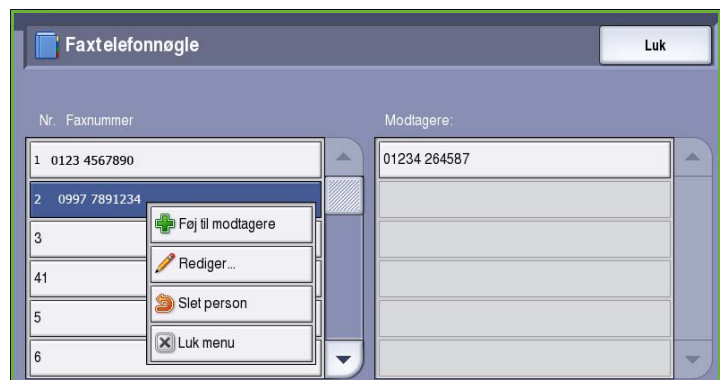 Faxtelefonnøgle
Luk
Nr. Faxnummer
Modtagere:
1 0123 4567890
01234 264587
2 0997 7891234
Føj til modtagere
3
Rediger...
41
Slet person
5
Luk menu
6